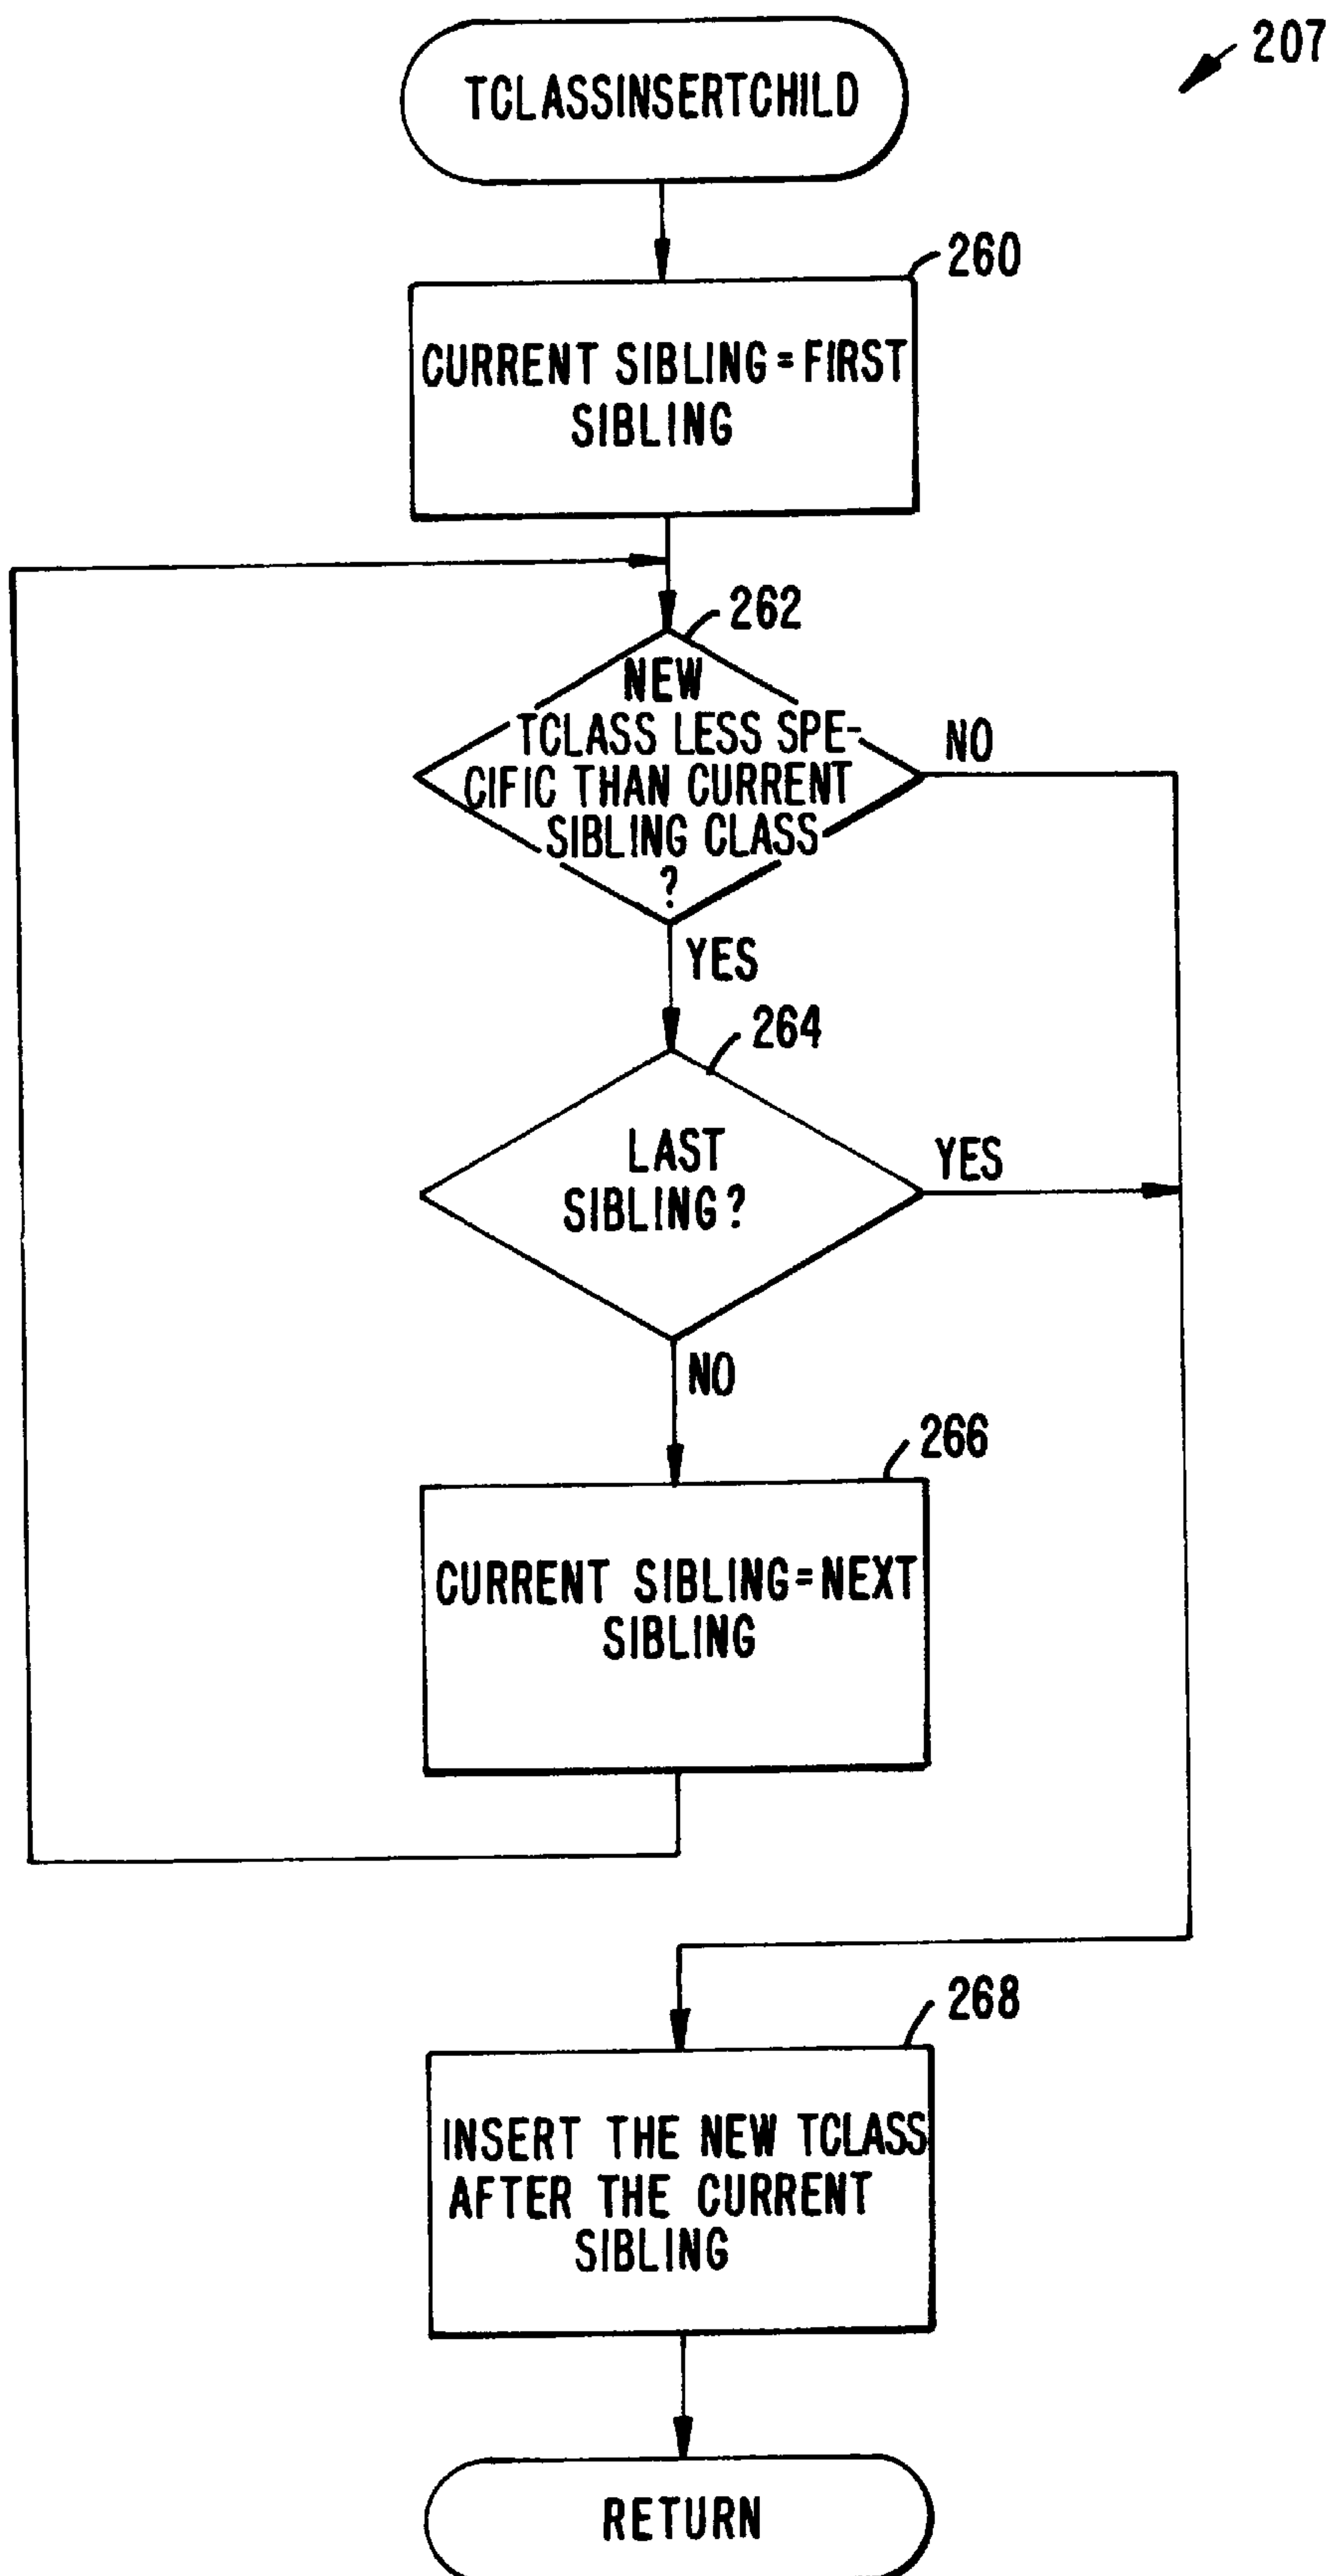 207
TCLASSINSERTCHILD
260
CURRENT SIBLING=FIRST
SIBLING
262
NEW
TCLASS LESS SPE-
CIFIC THAN CURRENT
SIBLING CLASS
?
NO
YES
264
LAST
SIBLING?
YES
NO
266
CURRENT SIBLING=NEXT
SIBLING
268
INSERT THE NEW TCLASS
AFTER THE CURRENT
SIBLING
RETURN